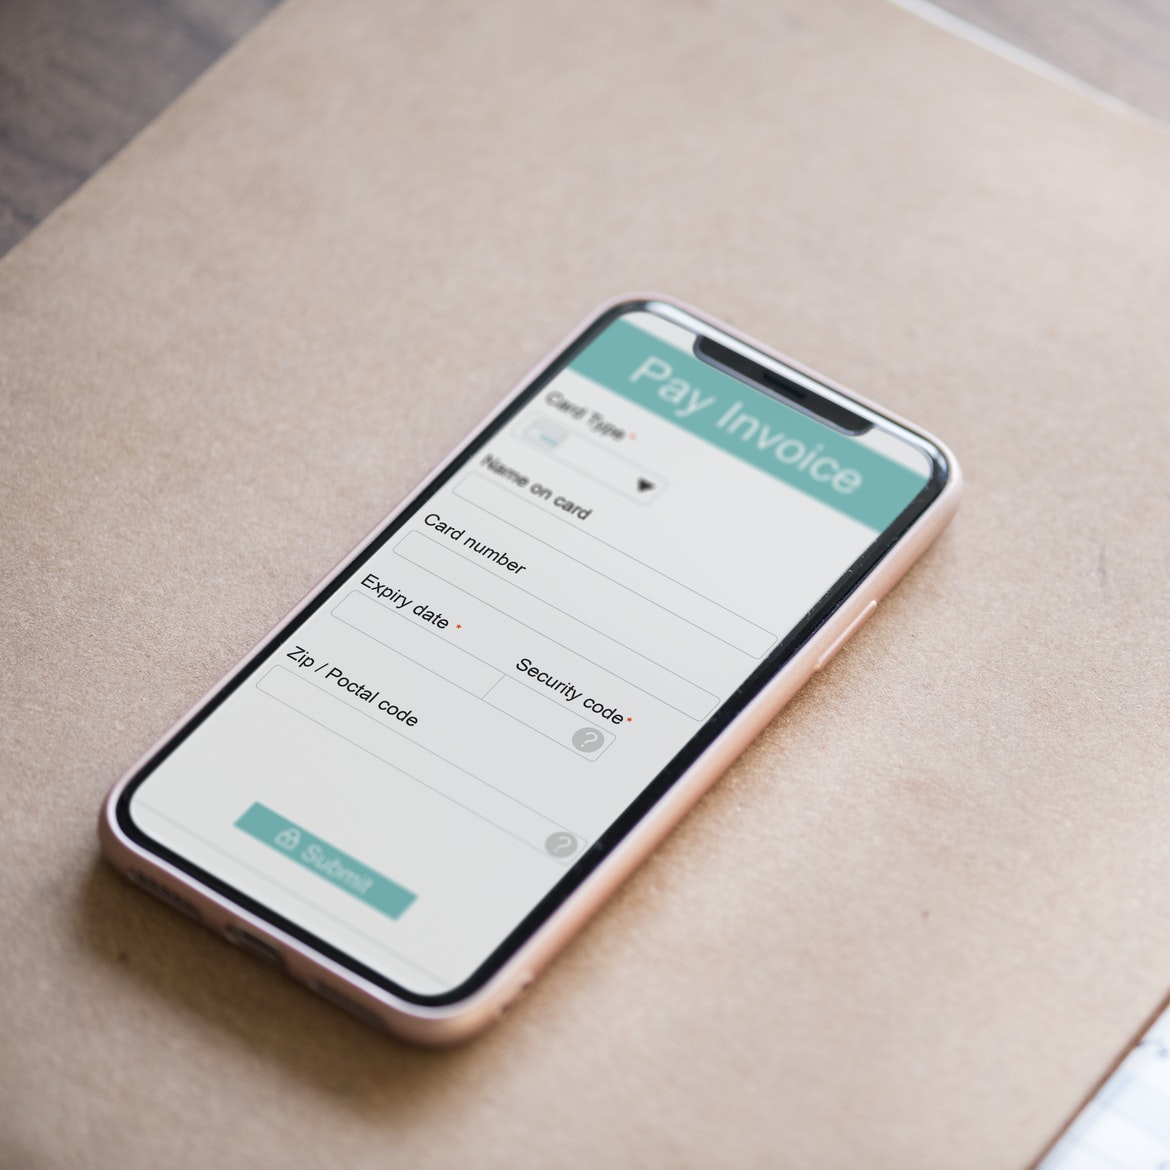 Pay Invoice
Card Type *
Name on card
Card number
Expiry date *
Security code *
?
Zip / Poctal code
?
Submit